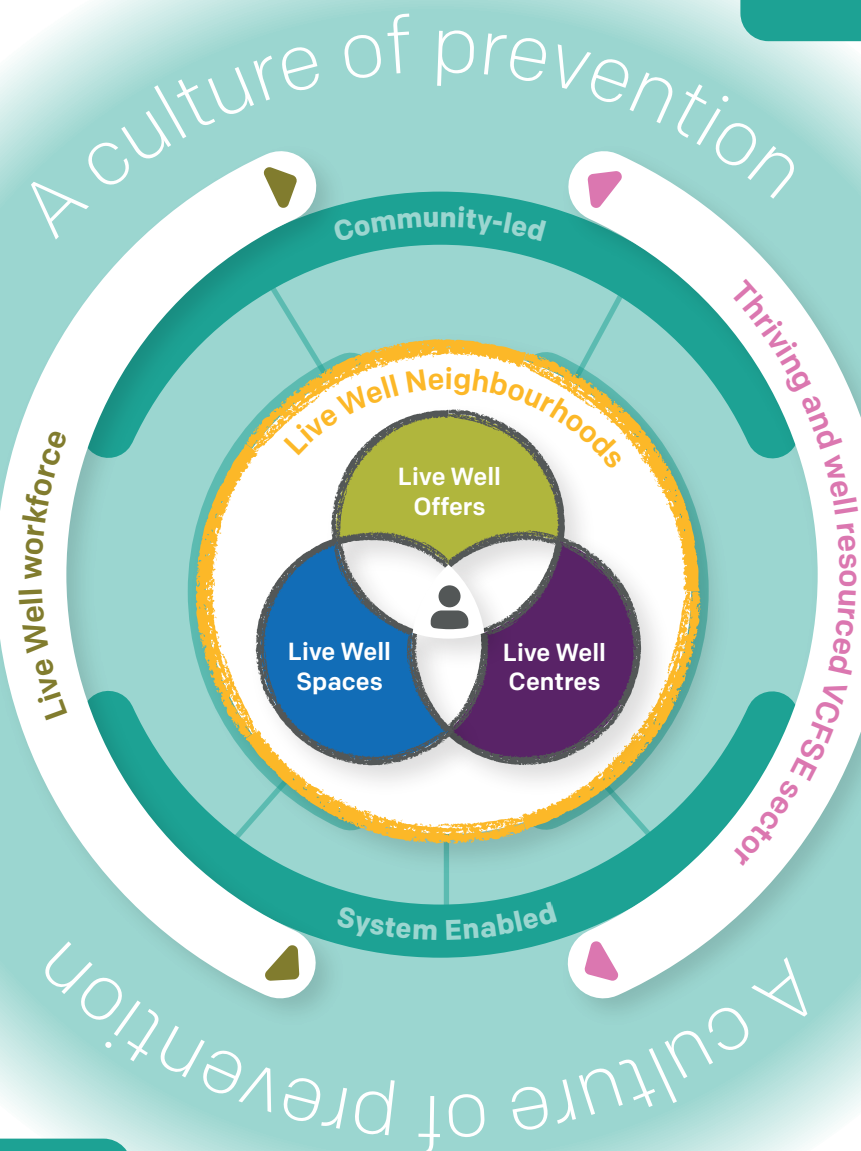 A culture of prevention
Community-led
Live Well workforce
Thriving and well resourced VCFSE sector
Live Well Neighbourhoods
Live Well
Offers
Live Well
Spaces
Live Well
Centres
System Enabled
A culture of prevention